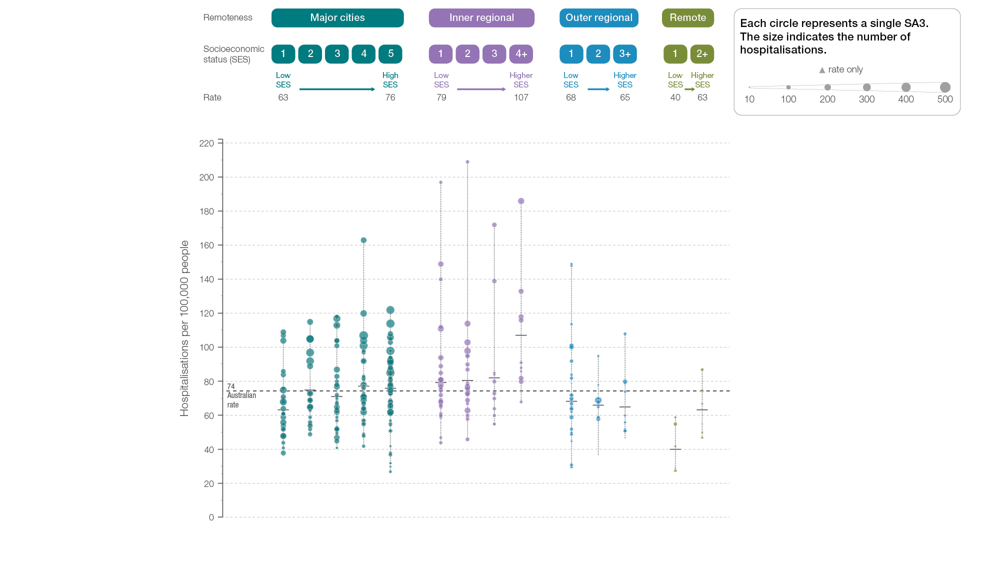 Remoteness Major cities Inner regional Outer regional Remote
Socioeconomic
status (SES)
1 2 3 4 5 1 2 3 4+ 1 2 3+ 1 2+
Low High Low Higher Low Higher Low Higher
SES SES SES SES SES SES SES SES
Rate 63 76 79 107 68 65 40 63
Each circle represents a single SA3.
The size indicates the number of
hospitalisations.
▲ rate only
10 100 200 300 400 500
Hospitalisations per 100,000 people
220
200
180
160
140
120
100
80
60
40
20
0
74
Australian
rate